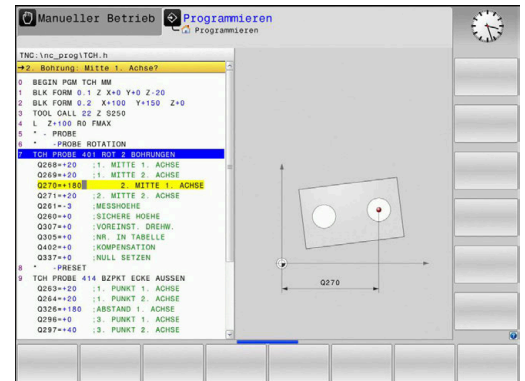 Manueller Betrieb
Programmieren
Programmieren
TNC:\nc_prog\TCH.h
→2. Bohrung: Mitte 1. Achse?
0 BEGIN PGM TCH MM
1 BLK FORM 0.1 Z X+0 Y+0 Z-20
2 BLK FORM 0.2 X+100 Y+150 Z+0
3 TOOL CALL 22 Z S250
4 L Z+100 R0 FMAX
5 * - PROBE
6 * -PROBE ROTATION
7 TCH PROBE 401 ROT 2 BOHRUNGEN
Q268=+20 ;1. MITTE 1. ACHSE
Q269=+20 ;1. MITTE 2. ACHSE
Q270=+180 2. MITTE 1. ACHSE
Q271=+20 ;2. MITTE 2. ACHSE
Q261=-3 ;MESSHOEHE
Q260=+0 ;SICHERE HOEHE
Q307=+0 ;VOREINST. DREHW.
Q305=+0 ;NR. IN TABELLE
Q402=+0 ;KOMPENSATION
Q337=+0 ;NULL SETZEN
8 * -PRESET
9 TCH PROBE 414 BZPKT ECKE AUSSEN
Q263=+20 ;1. PUNKT 1. ACHSE
Q264=+20 ;1. PUNKT 2. ACHSE
Q326=+180 ;ABSTAND 1. ACHSE
Q296=+0 ;3. PUNKT 1. ACHSE
Q297=+40 ;3. PUNKT 2. ACHSE
Q270